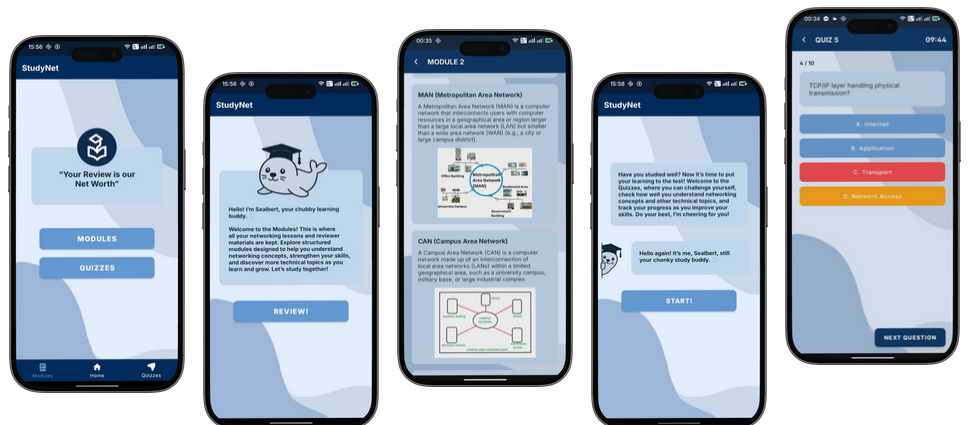 15:56
StudyNet
"Your Review is our
Net Worth"
MODULES
QUIZZES
Modules
Home
Quizzes
15:56
StudyNet
Hello! I'm Sealbert, your chubby learning
buddy.
Welcome to the Modules! This is where
all your networking lessons and reviewer
materials are kept. Explore structured
modules designed to help you understand
networking concepts, strengthen your skills,
and discover more technical topics as you
learn and grow. Let's study together!
REVIEW!
00:35
MODULE 2
MAN (Metropolitan Area Network)
A Metropolitan Area Network (MAN) is a computer
network that interconnects users with computer
resources in a geographical area or region larger
than a large local area network (LAN) but smaller
than a wide area network (WAN) (e.g., a city or
large campus district).
Office Building
Metropolitan
Area Network
(MAN)
Residential Area
University Campus
Government
Building
CAN (Campus Area Network)
A Campus Area Network (CAN) is a computer
network made up of an interconnection of
local area networks (LANs) within a limited
geographical area, such as a university campus,
military base, or large industrial complex.
CAMPUS
NETWORK
15:58
StudyNet
Have you studied well? Now it's time to put
your learning to the test! Welcome to the
Quizzes, where you can challenge yourself,
check how well you understand networking
concepts and other technical topics, and
track your progress as you improve your
skills. Do your best, I'm cheering for you!
Hello again! It's me, Sealbert, still
your chonky study buddy.
START!
00:34
QUIZ 5
09:44
4 / 10
TCP/IP layer handling physical
transmission?
A. Internet
B. Application
C. Transport
D. Network Access
NEXT QUESTION